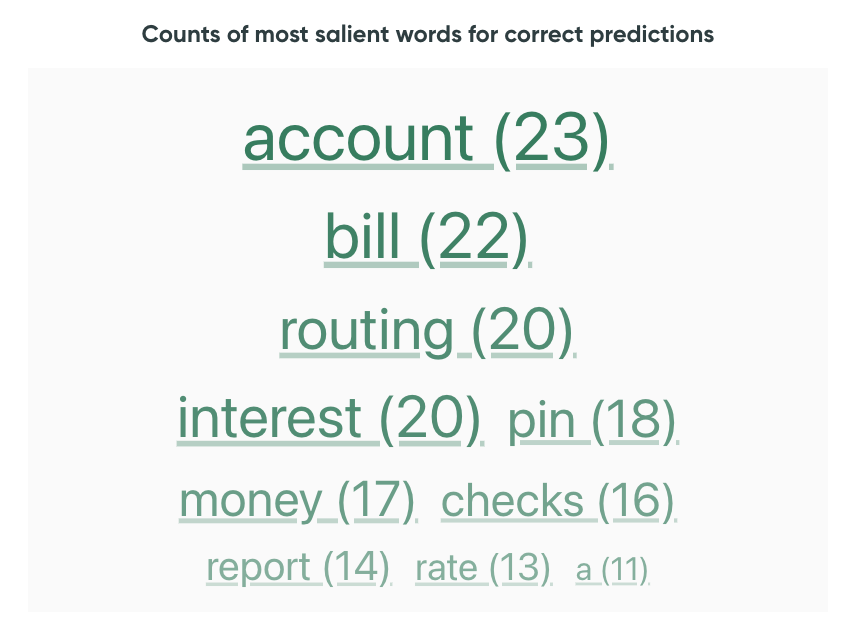 Counts of most salient words for correct predictions
account (23)
bill (22)
routing (20)
interest (20) pin (18)
money (17) checks (16)
report (14) rate (13) a (11)